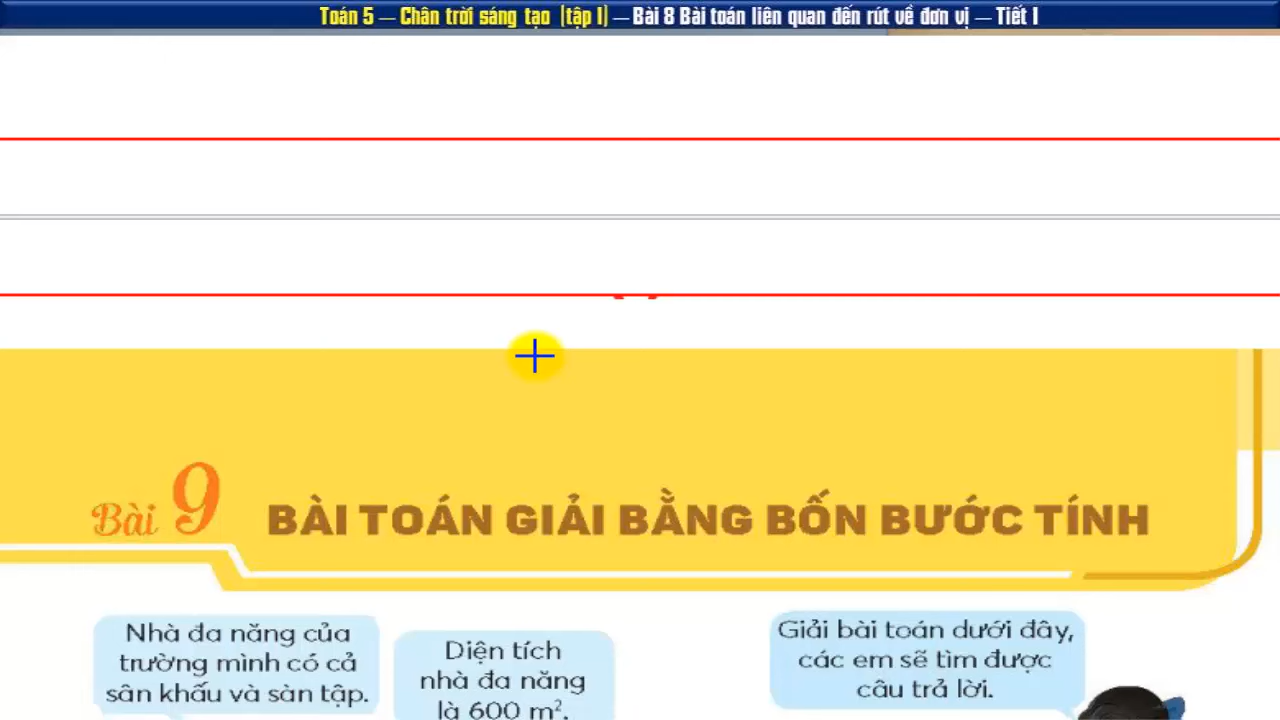 Toán 5 – Chân trời sáng tạo (tập 1) – Bài 8 Bài toán liên quan đến rút về đơn vị – Tiết 1
Bài 9 BÀI TOÁN GIẢI BẰNG BỐN BƯỚC TÍNH
Nhà đa năng của
trường mình có cả
sân khấu và sàn tập.
Diện tích
nhà đa năng
là 600 m².
Giải bài toán dưới đây,
các em sẽ tìm được
câu trả lời.